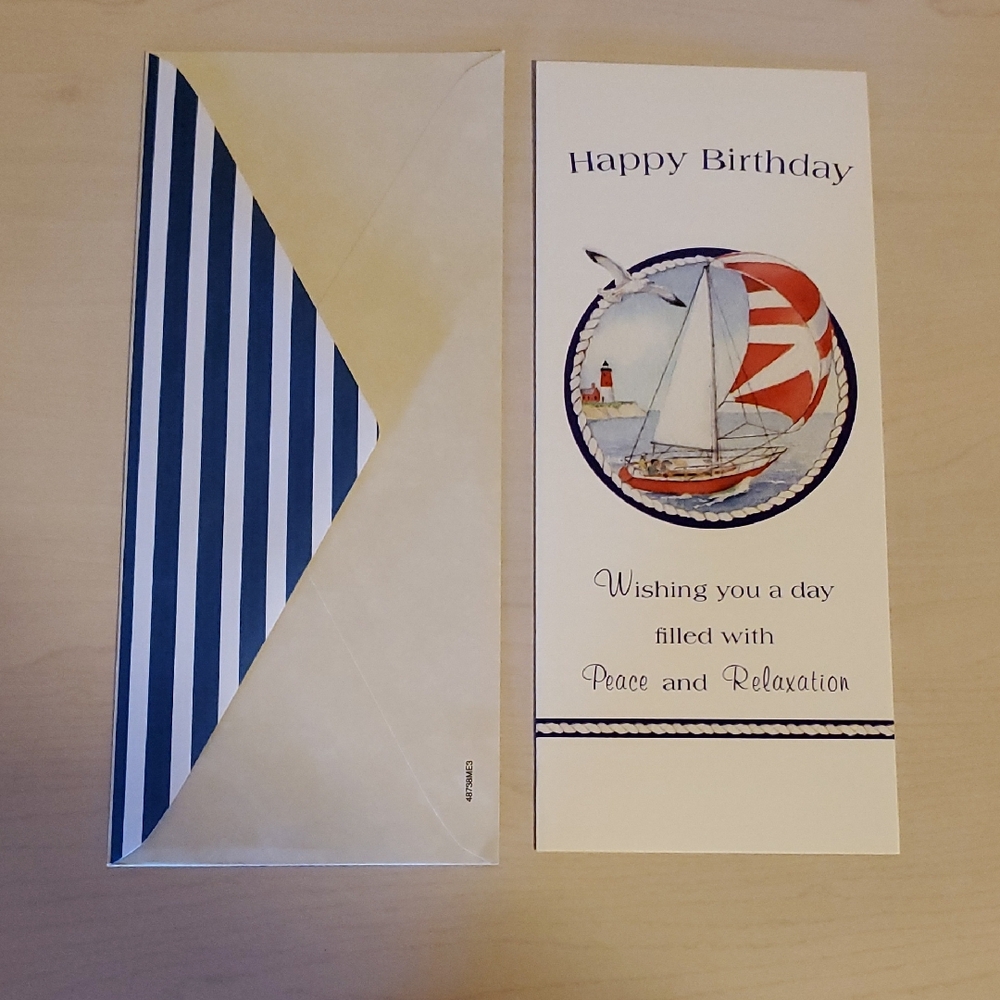 Happy Birthday
Wishing you a day
filled with
Peace and Relaxation
48738ME3